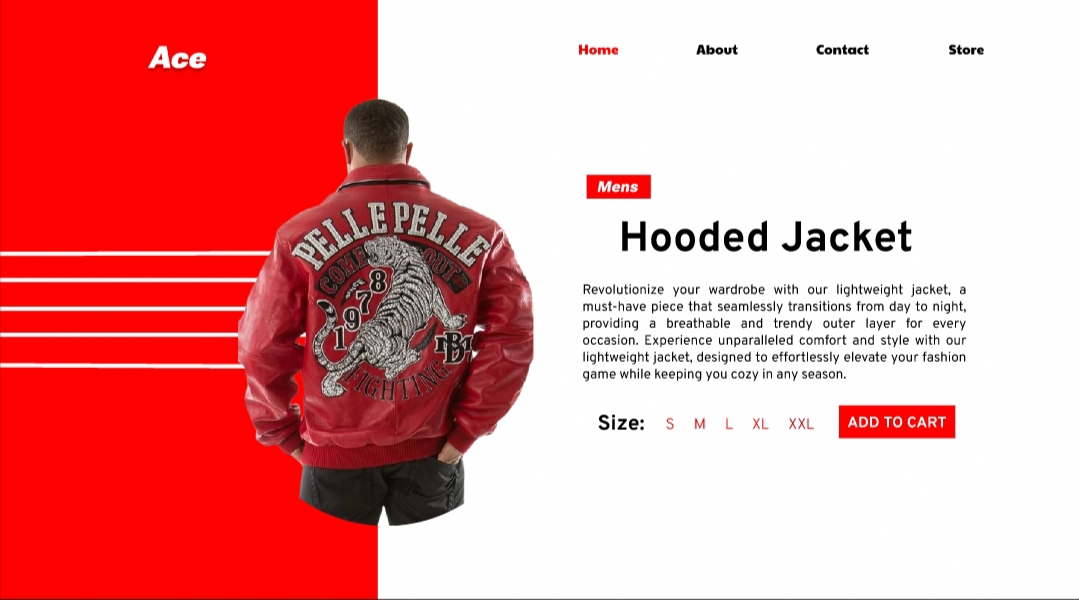 Ace
Home About Contact Store
Mens
Hooded Jacket
Revolutionize your wardrobe with our lightweight jacket, a
must-have piece that seamlessly transitions from day to night,
providing a breathable and trendy outer layer for every
occasion. Experience unparalleled comfort and style with our
lightweight jacket, designed to effortlessly elevate your fashion
game while keeping you cozy in any season.
Size: S M L XL XXL ADD TO CART
PELLE PELLE
COME OUT
1978
MB
FIGHTING